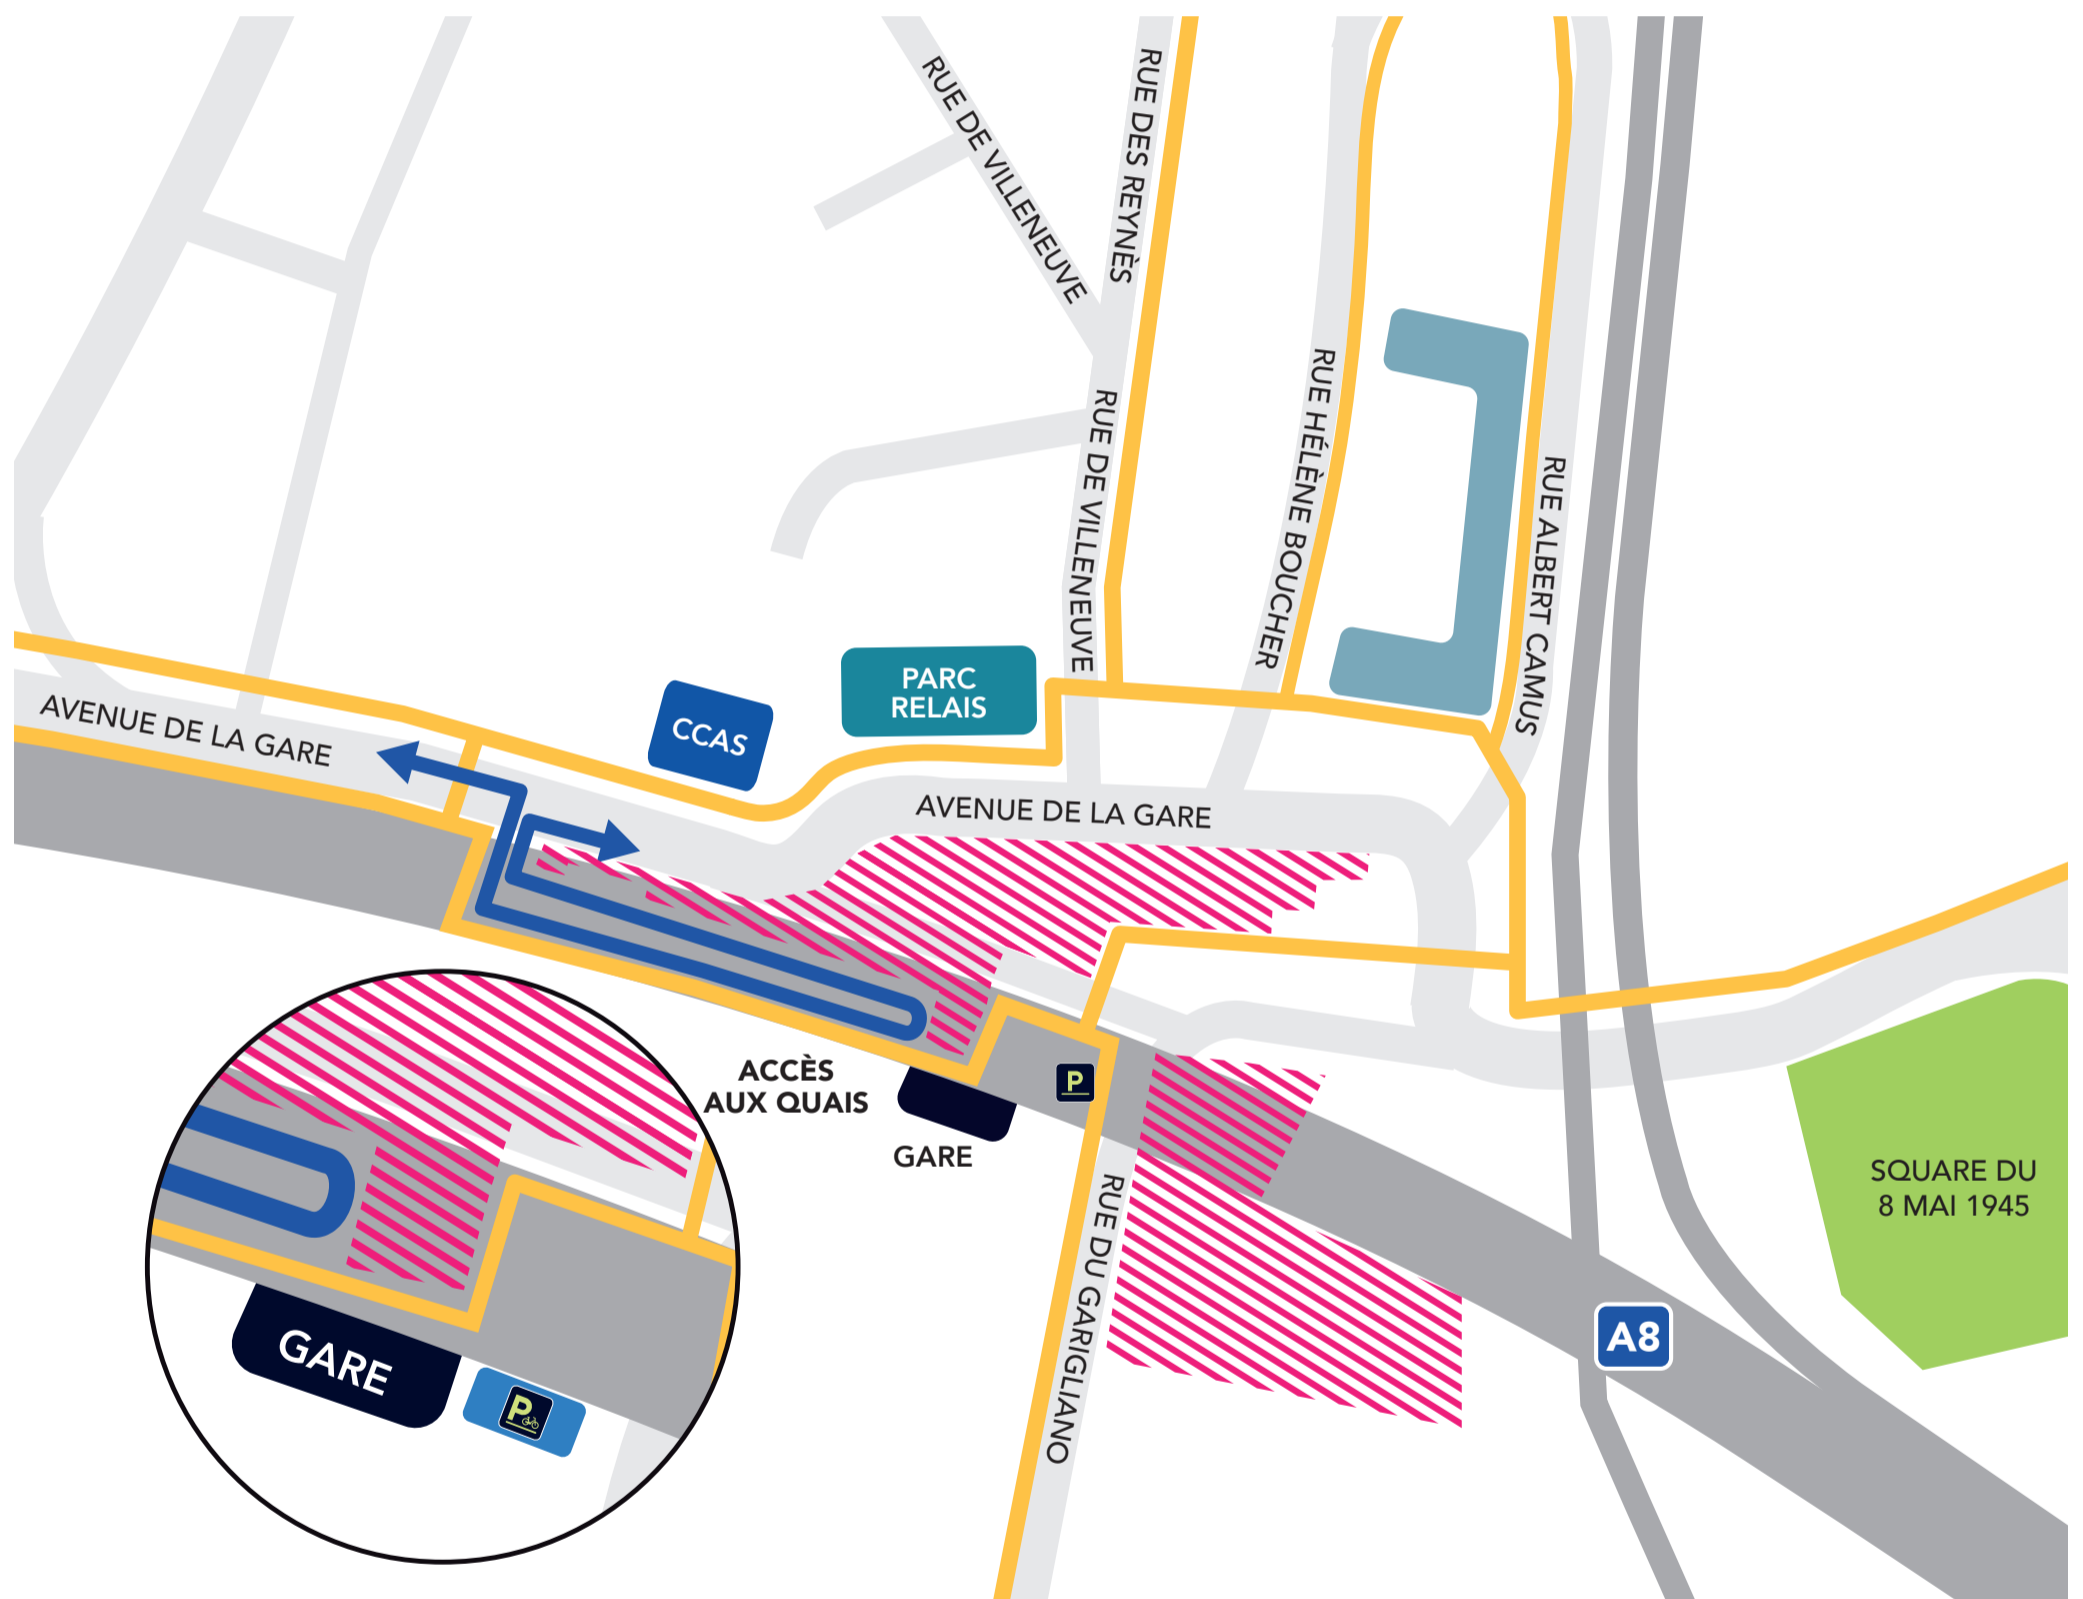 RUE DE VILLENEUVE
RUE DES REYNÈS
RUE DE VILLENEUVE
RUE HÉLÈNE BOUCHER
RUE ALBERT CAMUS
AVENUE DE LA GARE
CCAS
PARC
RELAIS
AVENUE DE LA GARE
ACCÈS
AUX QUAIS
P
GARE
RUE DU GARIGLIANO
SQUARE DU
8 MAI 1945
A8
GARE
P